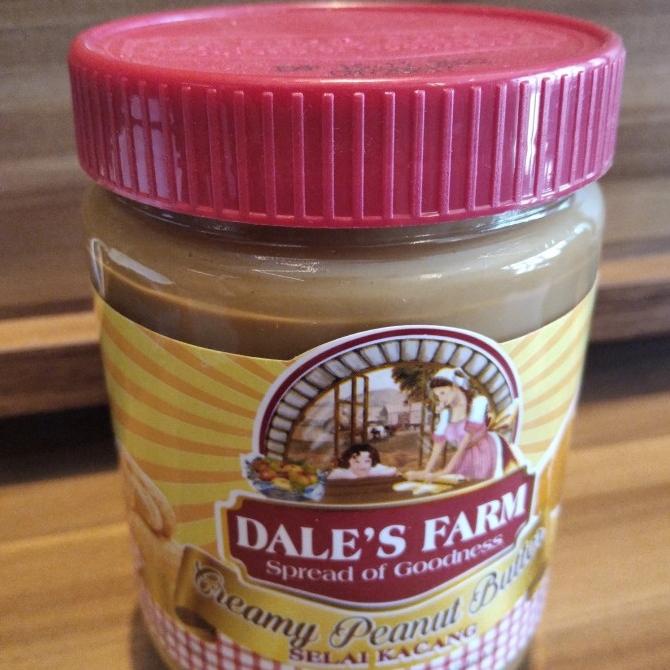 DALE'S FARM
Spread of Goodness
Creamy Peanut Butter
SELAI KACANG